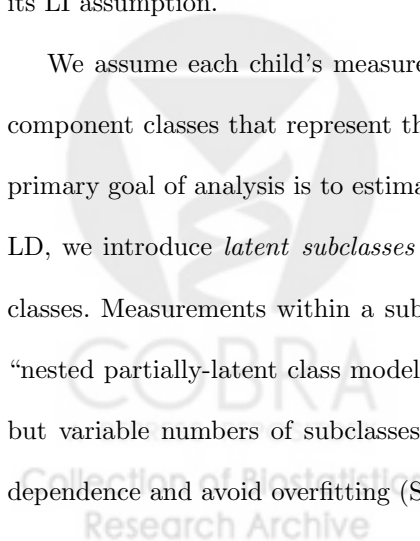 its LI assumption.
We assume each child's measure
component classes that represent th
primary goal of analysis is to estima
LD, we introduce latent subclasses
classes. Measurements within a sub
“nested partially-latent class model
but variable numbers of subclasses
dependence and avoid overfitting (S
COBRA
Collection of Biostatistics
Research Archive